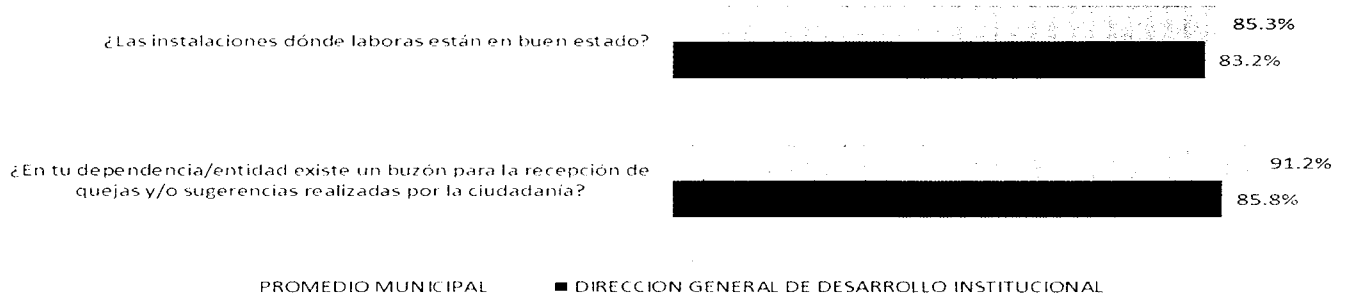 ¿Las instalaciones dónde laboras están en buen estado?
85.3%
83.2%
¿En tu dependencia/entidad existe un buzón para la recepción de
quejas y/o sugerencias realizadas por la ciudadanía?
91.2%
85.8%
PROMEDIO MUNICIPAL
DIRECCION GENERAL DE DESARROLLO INSTITUCIONAL